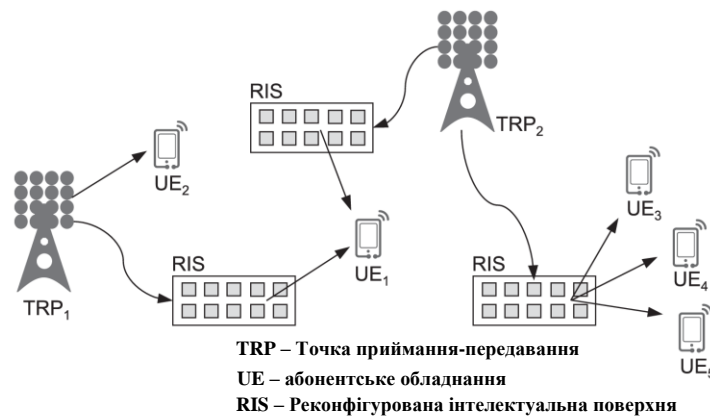 RIS
TRP₂
UE₂
UE₃
UE₁
RIS
RIS
UE₄
TRP₁
UE₅
TRP – Точка приймання-передавання
UE – абонентське обладнання
RIS – Реконфігурована інтелектуальна поверхня